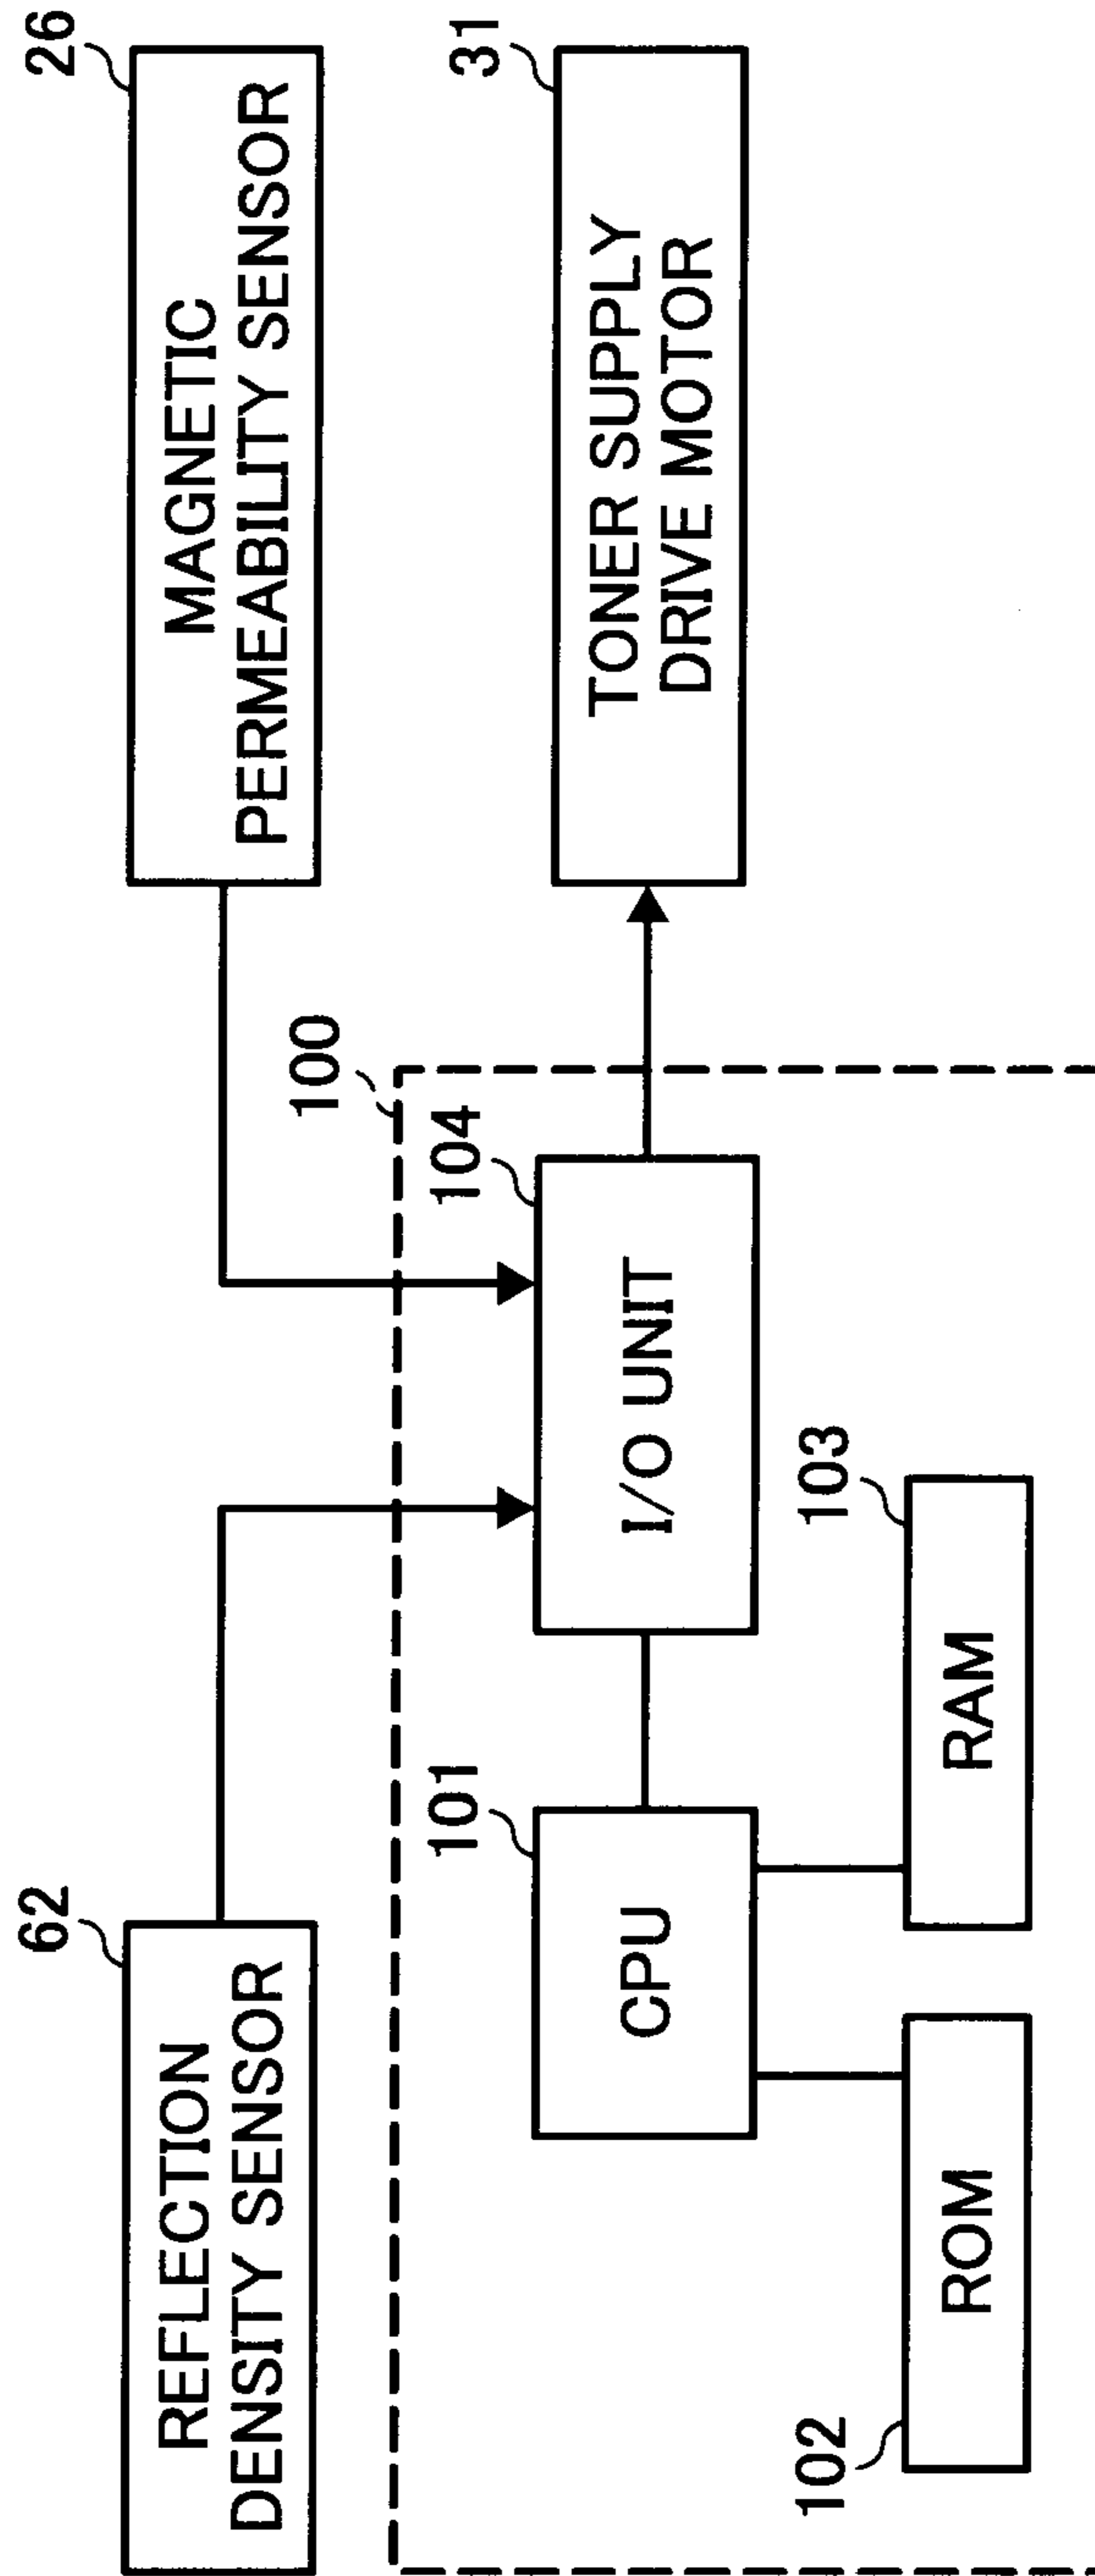 62
REFLECTION
DENSITY SENSOR
26
MAGNETIC
PERMEABILITY SENSOR
100
101
CPU
104
I/O UNIT
31
TONER SUPPLY
DRIVE MOTOR
102
ROM
103
RAM